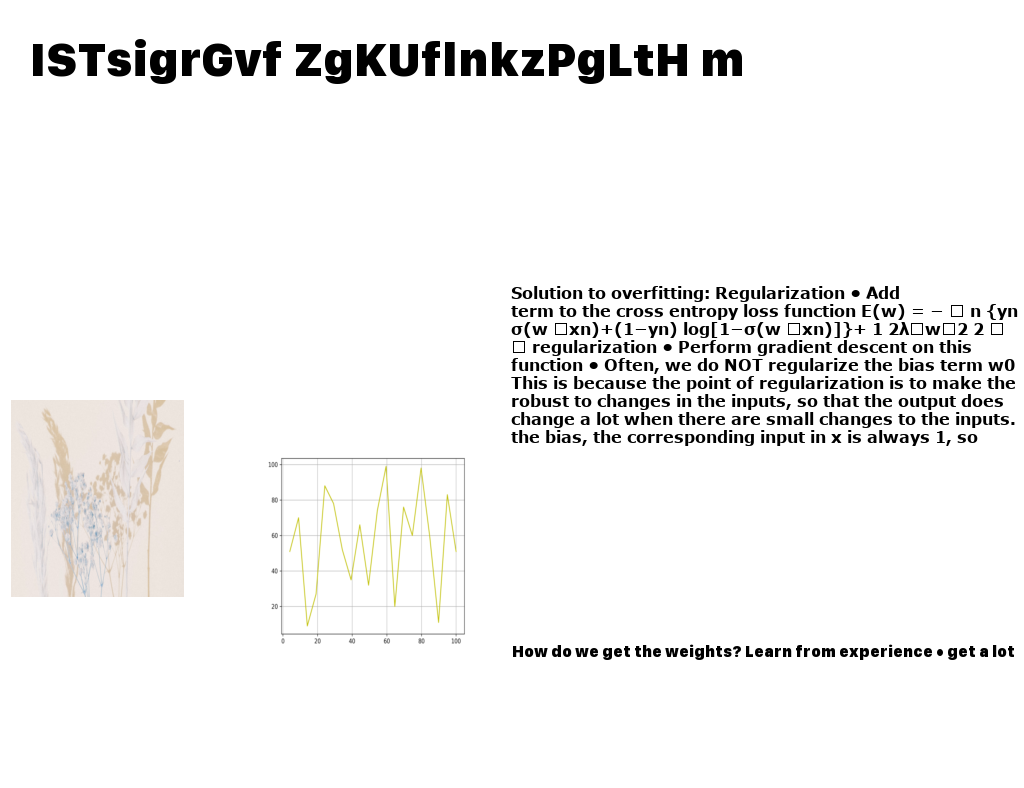 ISTsigrGvf ZgKUflnkzPgLtH m
Solution to overfitting: Regularization • Add
term to the cross entropy loss function E(w) = − □ n {yn
σ(w □xn)+(1−yn) log[1−σ(w □xn)]}+ 1 2λ□w□2 2 □
□ regularization • Perform gradient descent on this
function • Often, we do NOT regularize the bias term w0
This is because the point of regularization is to make the
robust to changes in the inputs, so that the output does
change a lot when there are small changes to the inputs.
the bias, the corresponding input in x is always 1, so
100
80
60
40
20
0 20 40 60 80 100
How do we get the weights? Learn from experience • get a lot